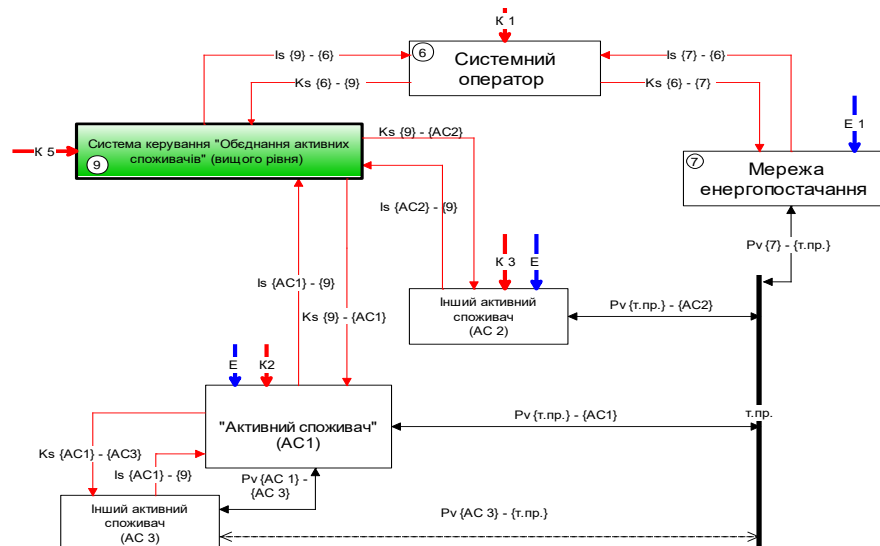 К 1
6
Системний
оператор
Is {9} - {6}
Is {7} - {6}
Ks {6} - {9}
Ks {6} - {7}
E 1
К 5
Система керування "Обєднання активних
споживачів" (вищого рівня)
9
Ks {9} - {AC2}
7
Мережа
енергопостачання
Is {AC2} - {9}
Pv {7} - {т.пр.}
К 3
E
Is {AC1} - {9}
Інший активний
споживач
(АС 2)
Pv {т.пр.} - {AC2}
Ks {9} - {AC1}
E
К2
"Активний споживач"
(АС1)
Pv {т.пр.} - {AC1}
т.пр.
Ks {AC1} - {AC3}
Is {AC1} - {9}
Pv {AC 1} -
{AC 3}
Інший активний
споживач
(АС 3)
Pv {AC 3} - {т.пр.}